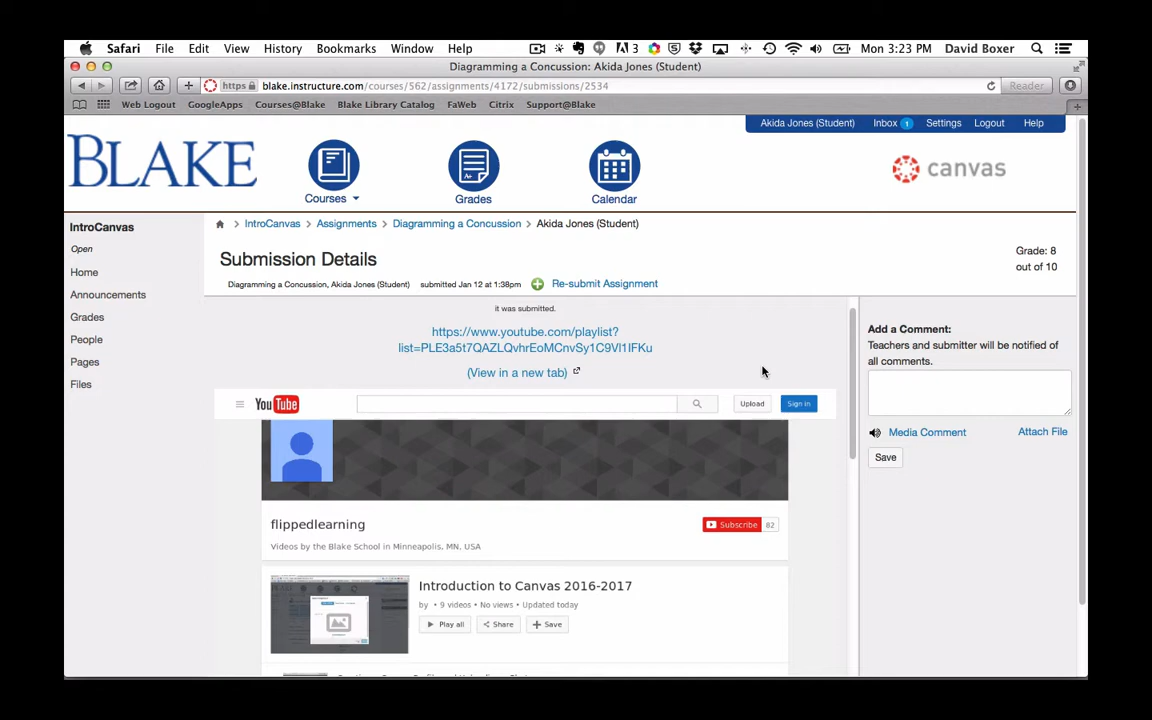 Safari File Edit View History Bookmarks Window Help 3 Mon 3:23 PM David Boxer
Diagramming a Concussion: Akida Jones (Student)
https blake.instructure.com/courses/562/assignments/4172/submissions/2534 Reader
Web Logout GoogleApps Courses@Blake Blake Library Catalog FaWeb Citrix Support@Blake
Akida Jones (Student) Inbox 1 Settings Logout Help
BLAKE
Courses Grades Calendar
canvas
IntroCanvas
Open
Home
Announcements
Grades
People
Pages
Files
IntroCanvas > Assignments > Diagramming a Concussion > Akida Jones (Student)
Submission Details
Grade: 8
out of 10
Diagramming a Concussion, Akida Jones (Student) submitted Jan 12 at 1:38pm Re-submit Assignment
it was submitted.
https://www.youtube.com/playlist?
list=PLE3a5t7QAZLQvhrEoMCnvSy1C9Vl1IFKu
(View in a new tab)
YouTube Upload Sign in
flippedlearning Subscribe 82
Videos by the Blake School in Minneapolis, MN, USA
Introduction to Canvas 2016-2017
by • 9 videos • No views • Updated today
Play all Share Save
Add a Comment:
Teachers and submitter will be notified of
all comments.
Media Comment Attach File
Save